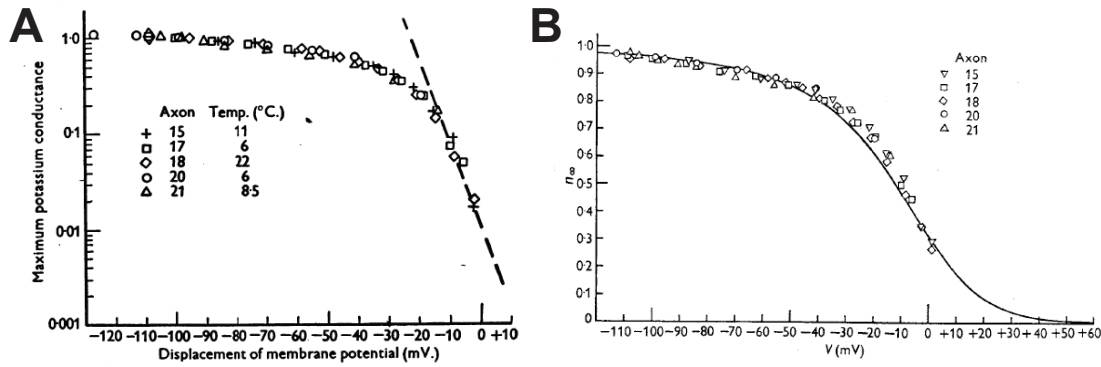 A
1·0
0·1
0·01
0·001
Maximum potassium conductance
Axon Temp. (°C.)
15 11
17 6
18 22
20 6
21 8·5
−120 −110 −100 −90 −80 −70 −60 −50 −40 −30 −20 −10 0 +10
Displacement of membrane potential (mV.)
B
1·0
0·9
0·8
0·7
0·6
0·5
0·4
0·3
0·2
0·1
0
n∞
Axon
15
17
18
20
21
−110 −100 −90 −80 −70 −60 −50 −40 −30 −20 −10 0 +10 +20 +30 +40 +50 +60
V (mV)